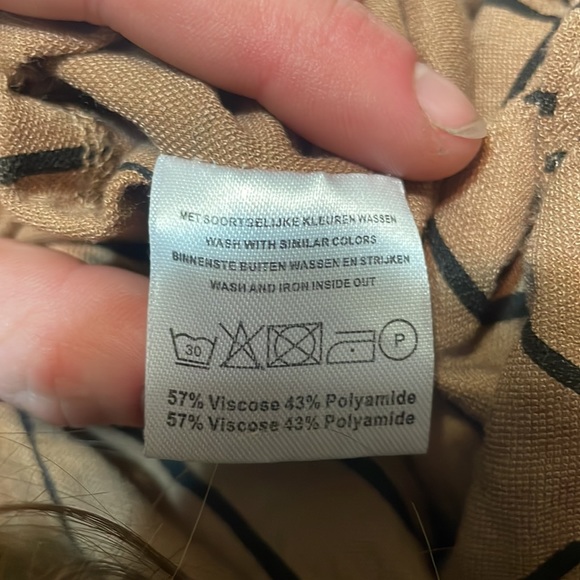 MET SOORTGELIJKE KLEUREN WASSEN
WASH WITH SIMILAR COLORS
BINNENSTE BUITEN WASSEN EN STRIJKEN
WASH AND IRON INSIDE OUT
30 P
57% Viscose 43% Polyamide
57% Viscose 43% Polyamide